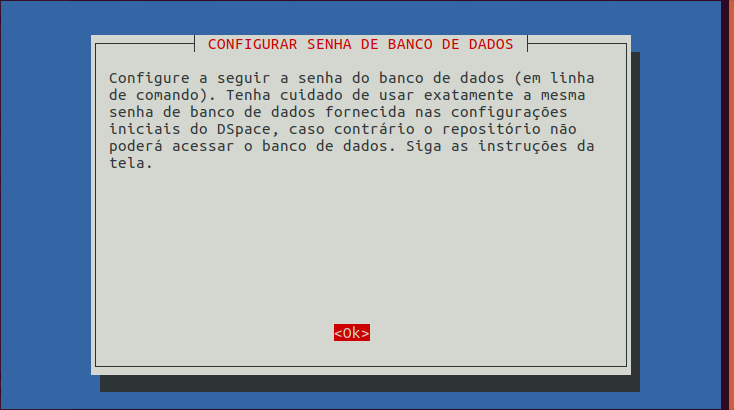 CONFIGURAR SENHA DE BANCO DE DADOS
Configure a seguir a senha do banco de dados (em linha
de comando). Tenha cuidado de usar exatamente a mesma
senha de banco de dados fornecida nas configurações
iniciais do DSpace, caso contrário o repositório não
poderá acessar o banco de dados. Siga as instruções da
tela.
<Ok>